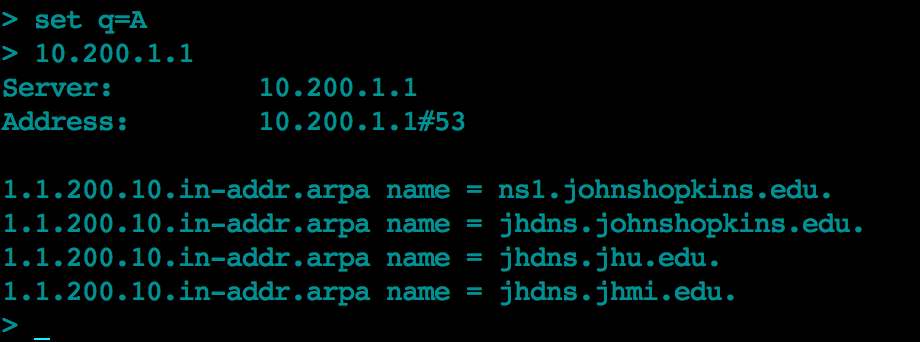 > set q=A
> 10.200.1.1
Server:		10.200.1.1
Address:	10.200.1.1#53

1.1.200.10.in-addr.arpa name = ns1.johnshopkins.edu.
1.1.200.10.in-addr.arpa name = jhdns.johnshopkins.edu.
1.1.200.10.in-addr.arpa name = jhdns.jhu.edu.
1.1.200.10.in-addr.arpa name = jhdns.jhmi.edu.
> _